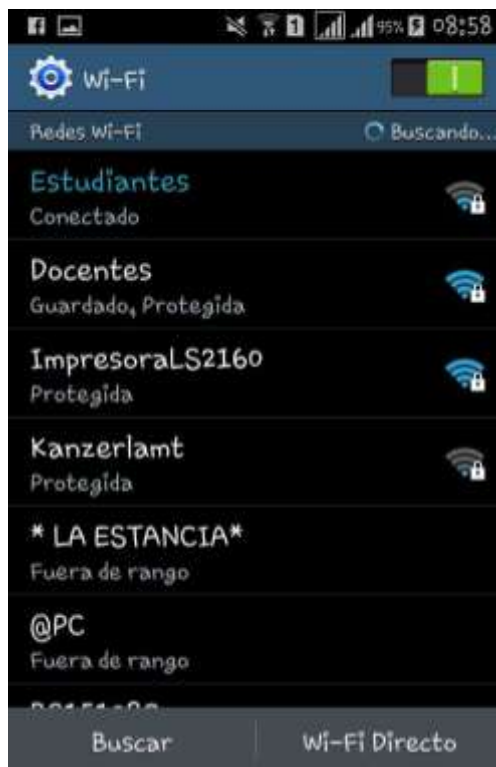 1 95% 08:58
Wi-Fi
Redes Wi-Fi Buscando...
Estudiantes
Conectado
Docentes
Guardado, Protegida
ImpresoraLS2160
Protegida
Kanzerlamt
Protegida
* LA ESTANCIA*
Fuera de rango
@PC
Fuera de rango
Buscar Wi-Fi Directo